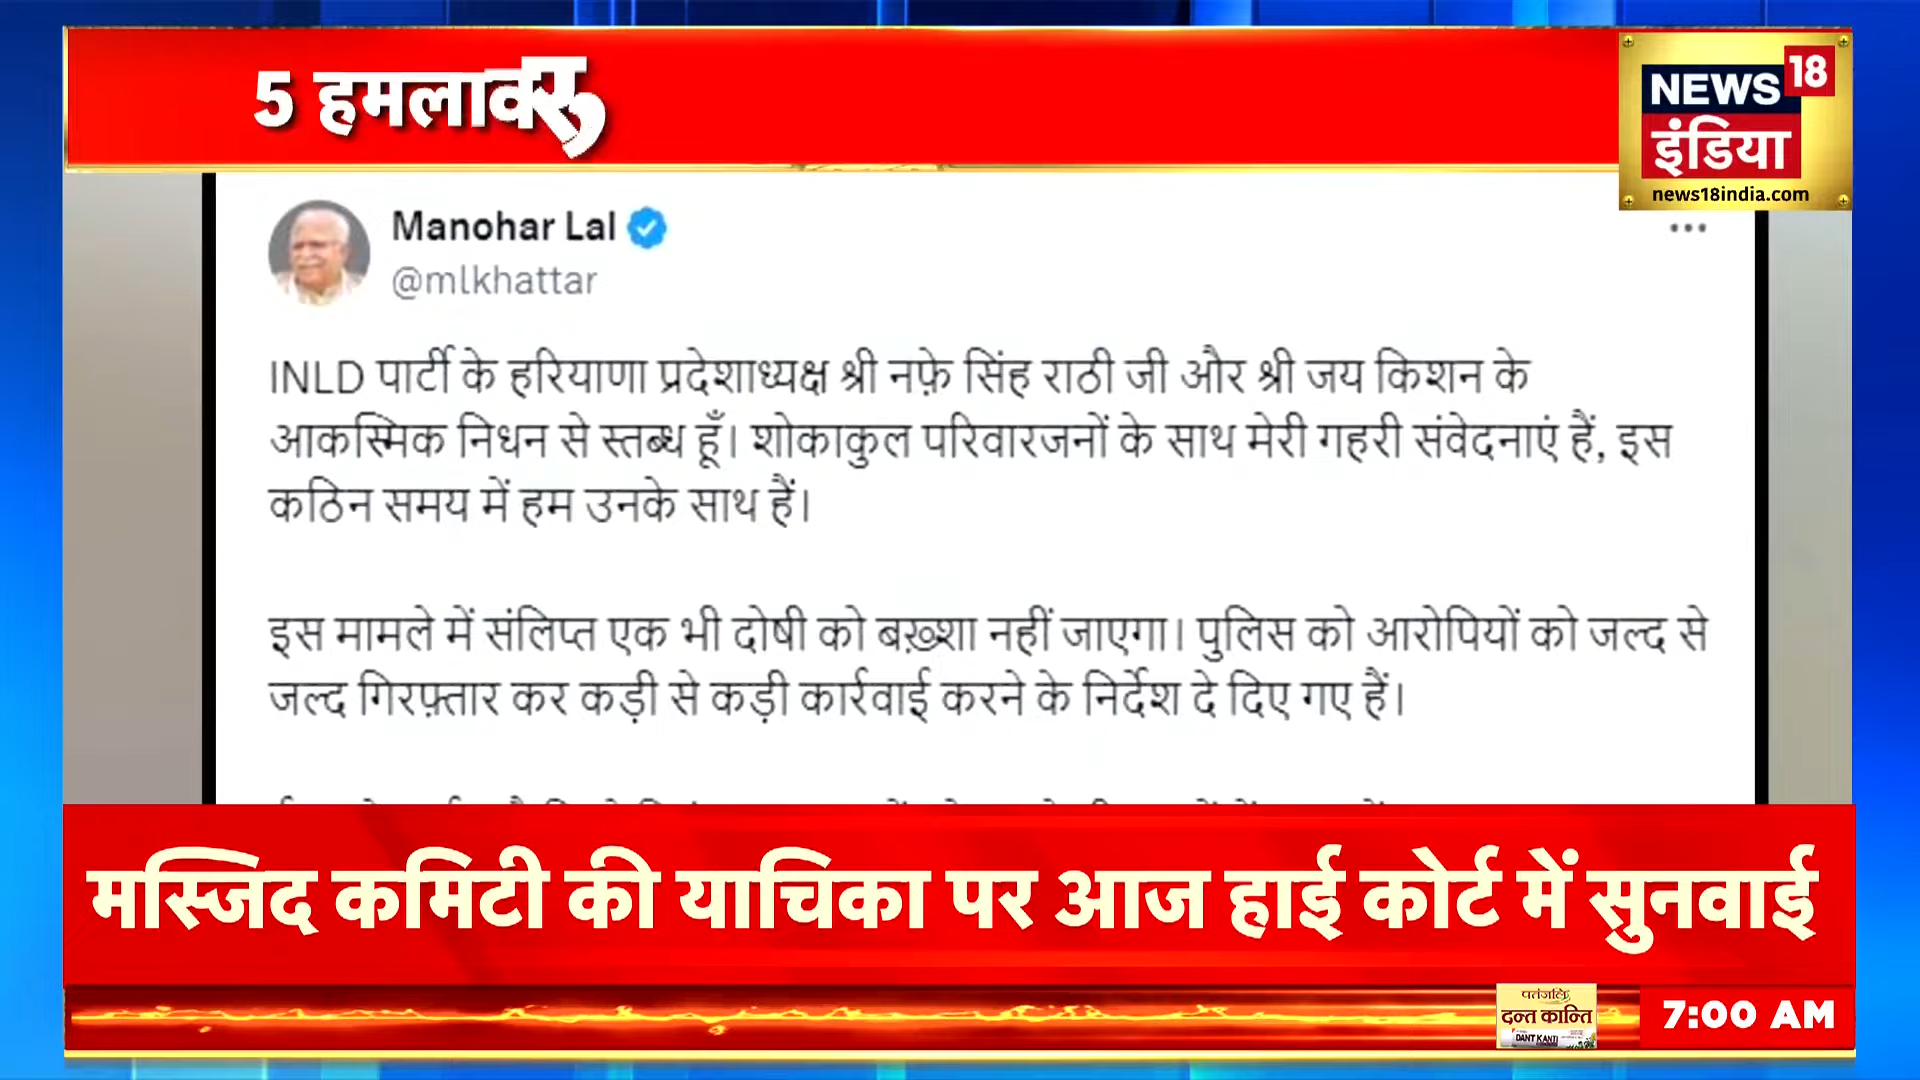 5 हमलावर
NEWS 18
इंडिया
news18india.com
Manohar Lal
@mlkhattar
INLD पार्टी के हरियाणा प्रदेशाध्यक्ष श्री नफ़े सिंह राठी जी और श्री जय किशन के
आकस्मिक निधन से स्तब्ध हूँ। शोकाकुल परिवारजनों के साथ मेरी गहरी संवेदनाएं हैं, इस
कठिन समय में हम उनके साथ हैं।
इस मामले में संलिप्त एक भी दोषी को बख़्शा नहीं जाएगा। पुलिस को आरोपियों को जल्द से
जल्द गिरफ़्तार कर कड़ी से कड़ी कार्रवाई करने के निर्देश दे दिए गए हैं।
मस्जिद कमिटी की याचिका पर आज हाई कोर्ट में सुनवाई
पतंजलि
दन्त कान्ति
DANT KANTI
7:00 AM